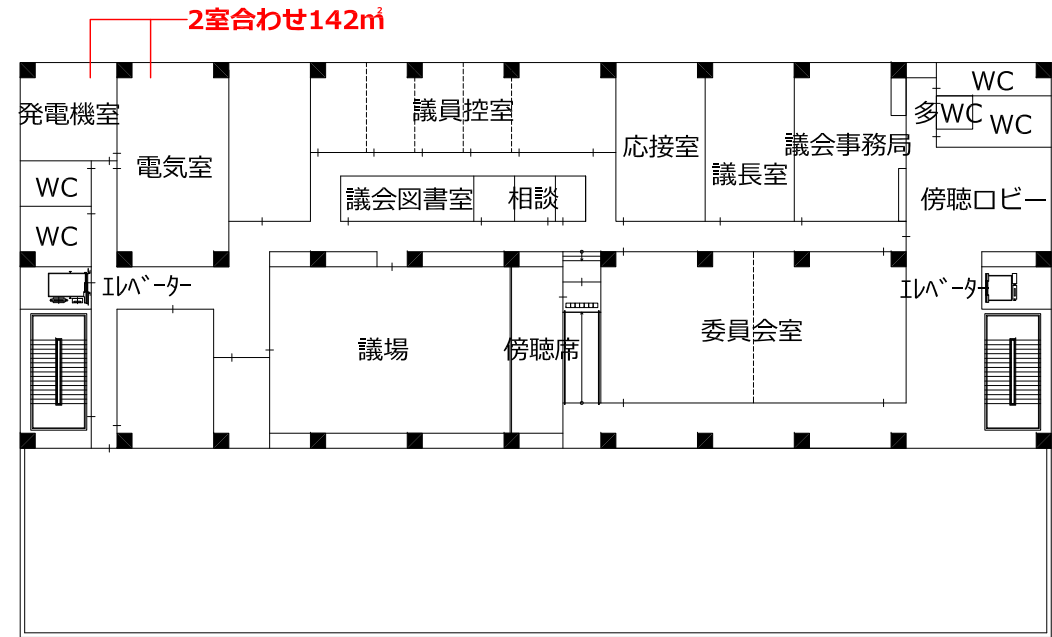 2室合わせ142㎡
WC
発電機室
議員控室
多WC
WC
応接室
議会事務局
電気室
議長室
WC
議会図書室
相談
傍聴ロビー
WC
ｴﾚﾍﾞｰﾀｰ
ｴﾚﾍﾞｰﾀｰ
議場
傍聴席
委員会室